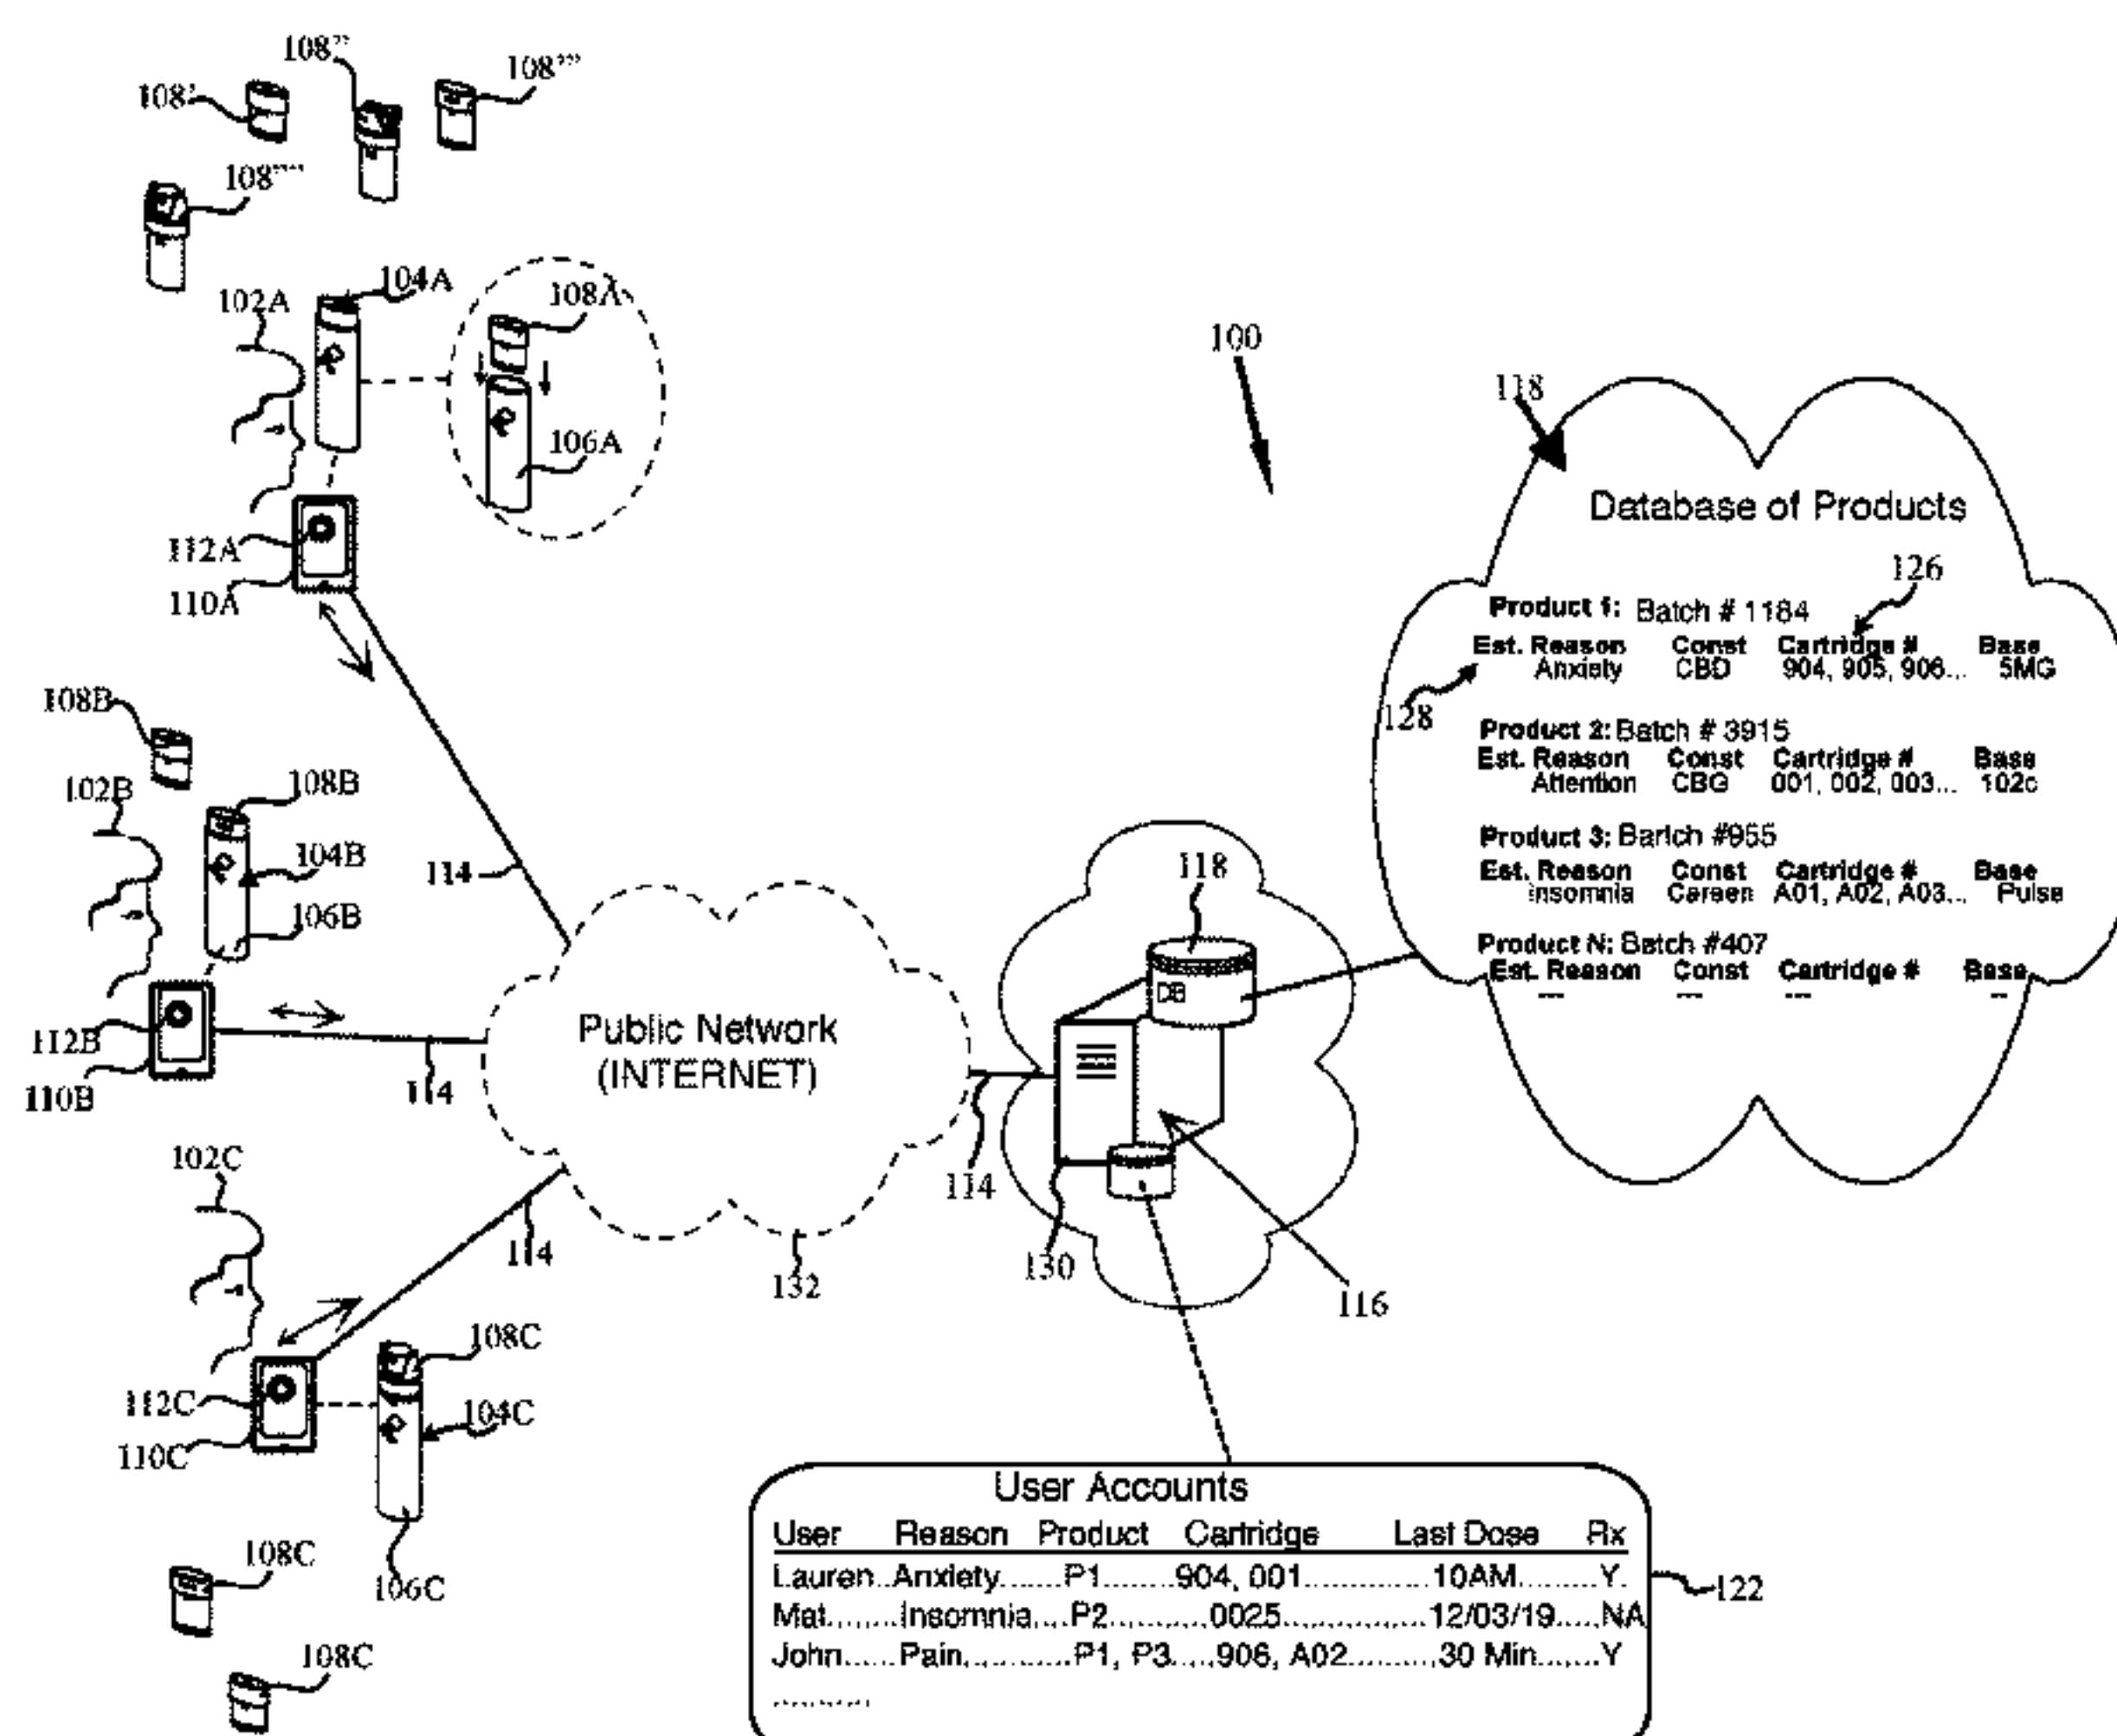 108'
108''
108'''
108''''
102A
104A
108A
106A
112A
110A
100
118
Database of Products
126
Product 1: Batch # 1184
Est. Reason Const Cartridge # Base
Anxiety CBD 904, 905, 906... 5MG
128
Product 2: Batch # 3915
Est. Reason Const Cartridge # Base
Attention CBG 001, 002, 003... 102c
Product 3: Bartch #955
Est. Reason Const Cartridge # Base
Insomnia Careen A01, A02, A03... Pulse
Product N: Batch #407
Est. Reason Const Cartridge # Base
--- --- --- --
108B
102B
108B
104B
106B
112B
110B
114
114
Public Network
(INTERNET)
118
DB
114
130
116
132
102C
114
108C
112C
104C
110C
106C
108C
108C
User Accounts
User Reason Product Cartridge Last Dose Rx
Lauren..Anxiety........P1........904, 001..............10AM.........Y.
Mat.......Insomnia....P2..........0025................12/03/19.....NA
John......Pain............P1, P3.....906, A02..........30 Min.......Y
..........
122